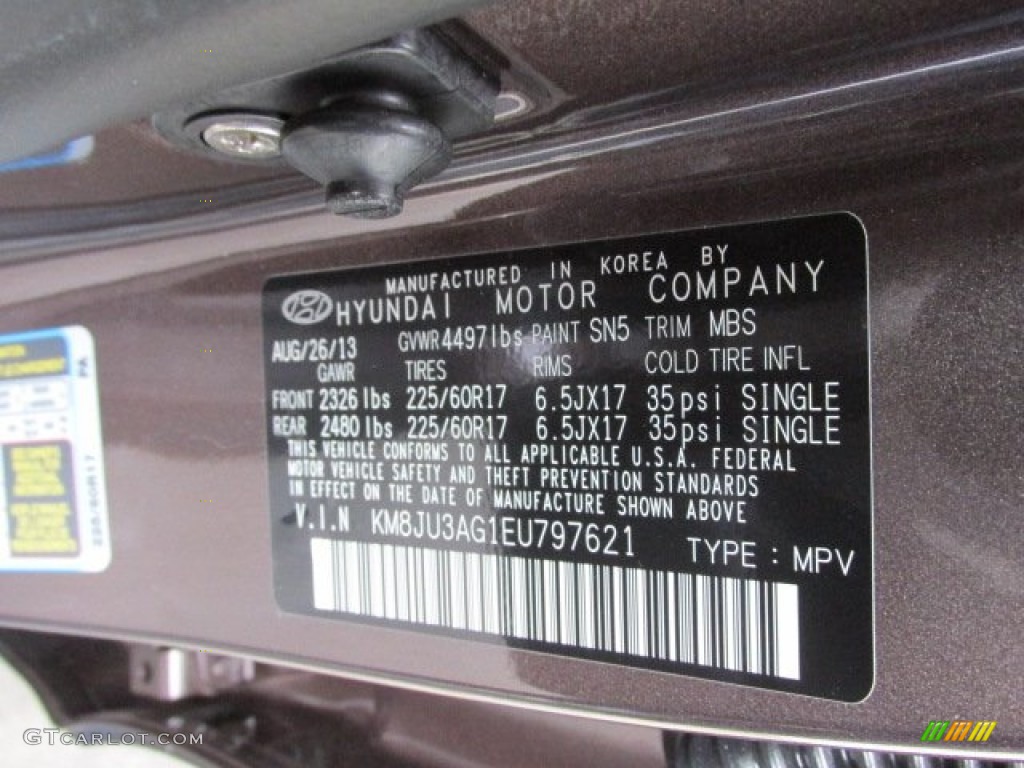 MANUFACTURED IN KOREA BY
HYUNDAI MOTOR COMPANY
AUG/26/13 GVWR 4497lbs PAINT SN5 TRIM MBS
GAWR TIRES RIMS COLD TIRE INFL
FRONT 2326 lbs 225/60R17 6.5JX17 35psi SINGLE
REAR 2480 lbs 225/60R17 6.5JX17 35psi SINGLE
THIS VEHICLE CONFORMS TO ALL APPLICABLE U.S.A. FEDERAL
MOTOR VEHICLE SAFETY AND THEFT PREVENTION STANDARDS
IN EFFECT ON THE DATE OF MANUFACTURE SHOWN ABOVE
V.I.N KM8JU3AG1EU797621 TYPE : MPV
225/60R17
GTCARLOT.COM